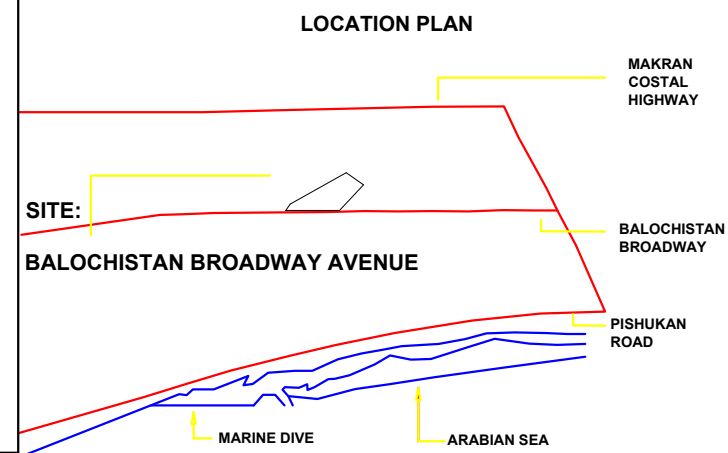 LOCATION PLAN
MAKRAN
COSTAL
HIGHWAY
SITE:
BALOCHISTAN
BROADWAY
BALOCHISTAN BROADWAY AVENUE
PISHUKAN
ROAD
MARINE DIVE
ARABIAN SEA